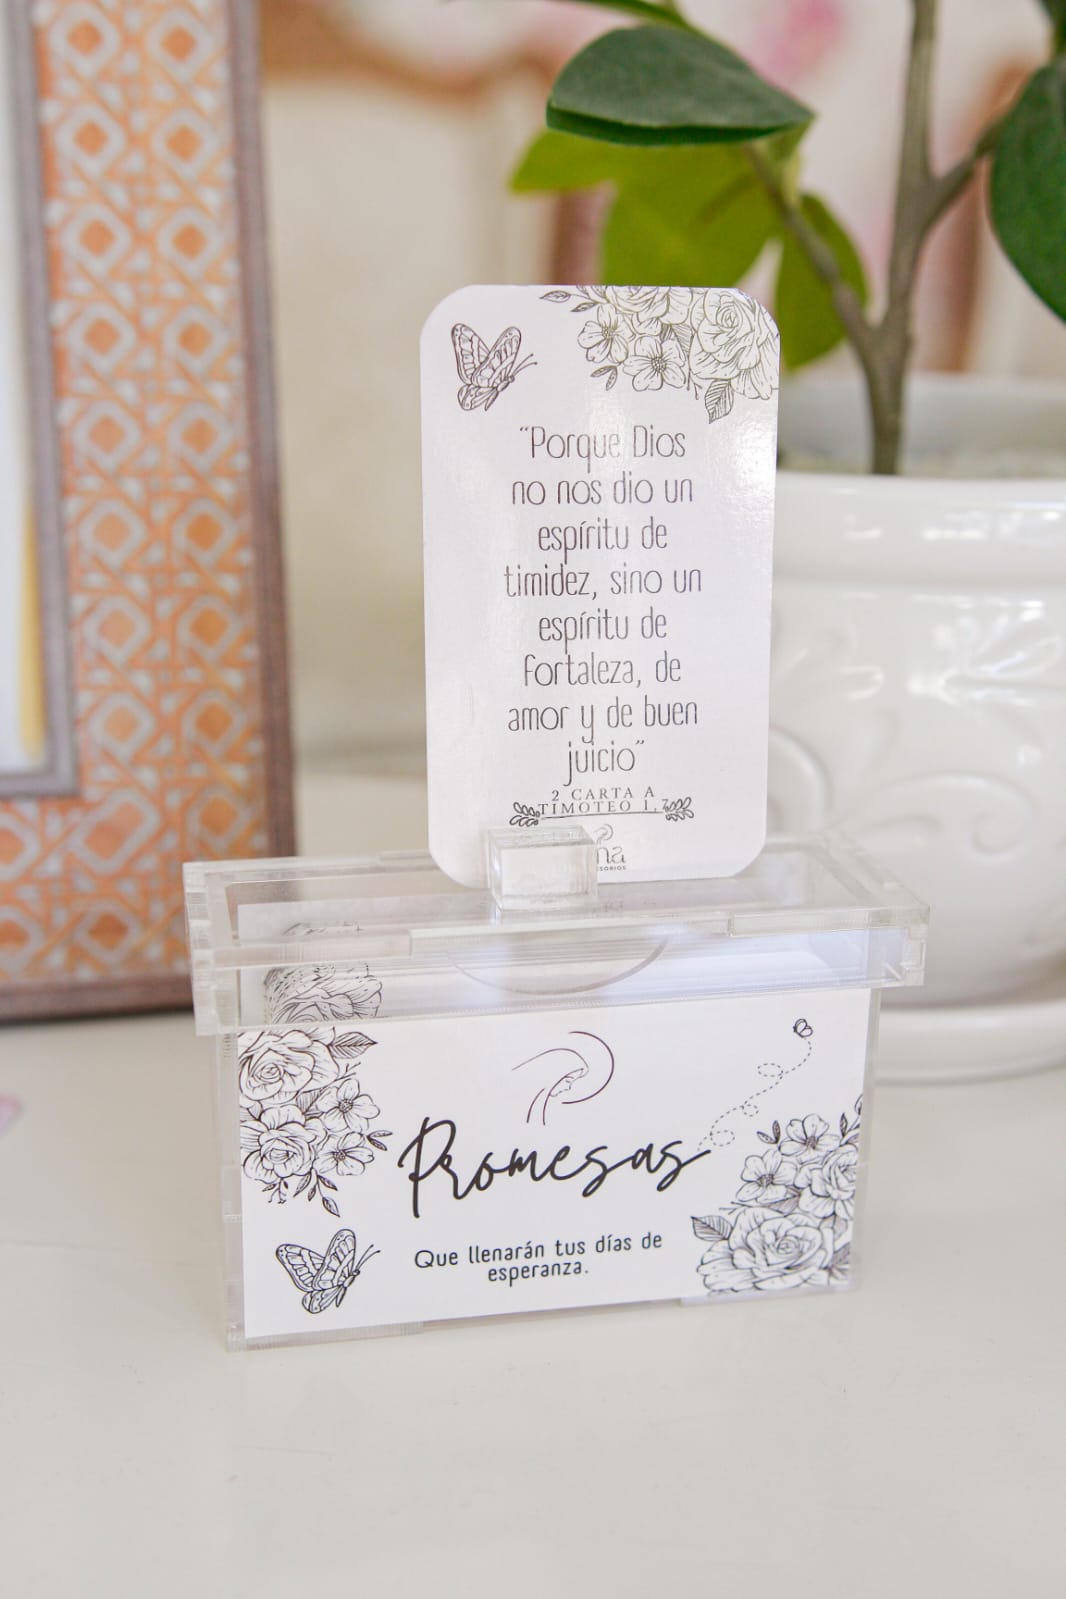 “Porque Dios
no nos dio un
espíritu de
timidez, sino un
espíritu de
fortaleza, de
amor y de buen
juicio”
2 CARTA A
TIMOTEO 1,7
Promesas
Que llenarán tus días de
esperanza.